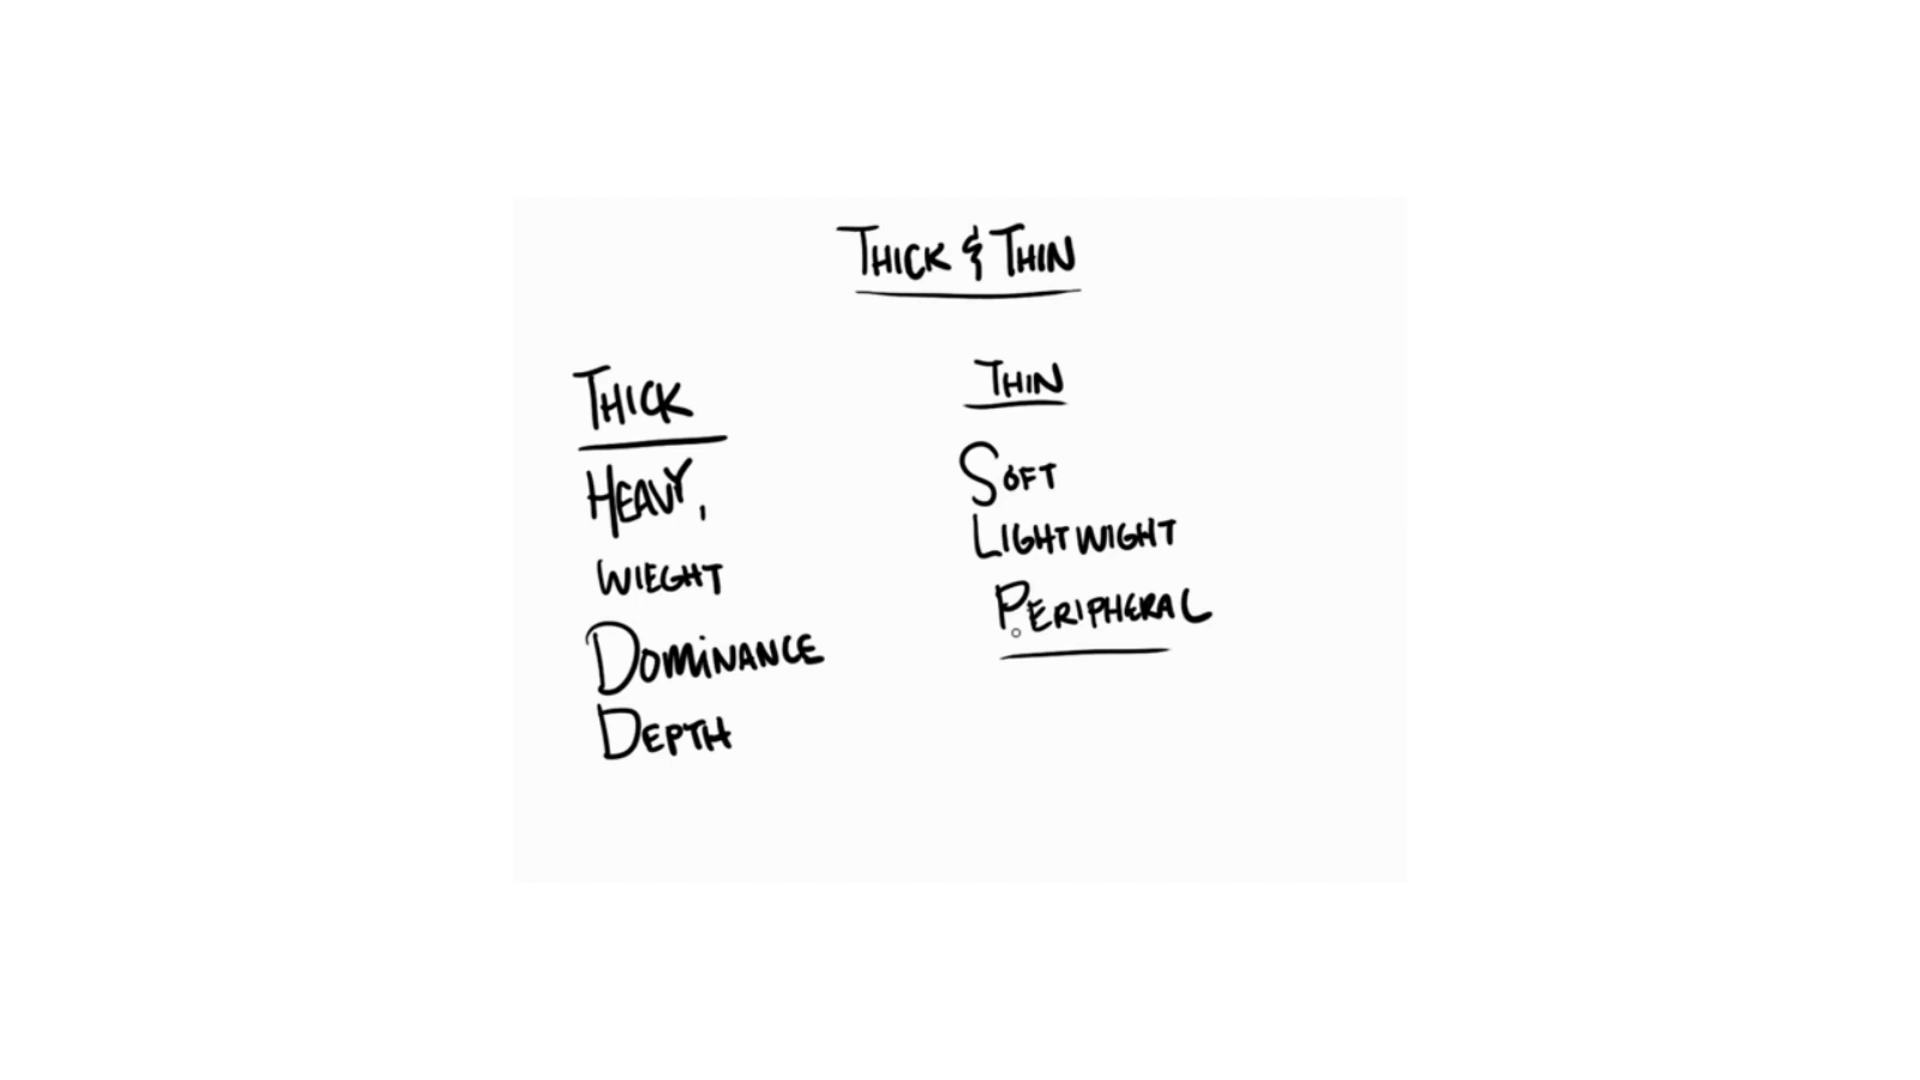 THICK & THIN
THICK
HEAVY,
WIEGHT
DOMINANCE
DEPTH
THIN
SOFT
LIGHTWIGHT
PERIPHERAL